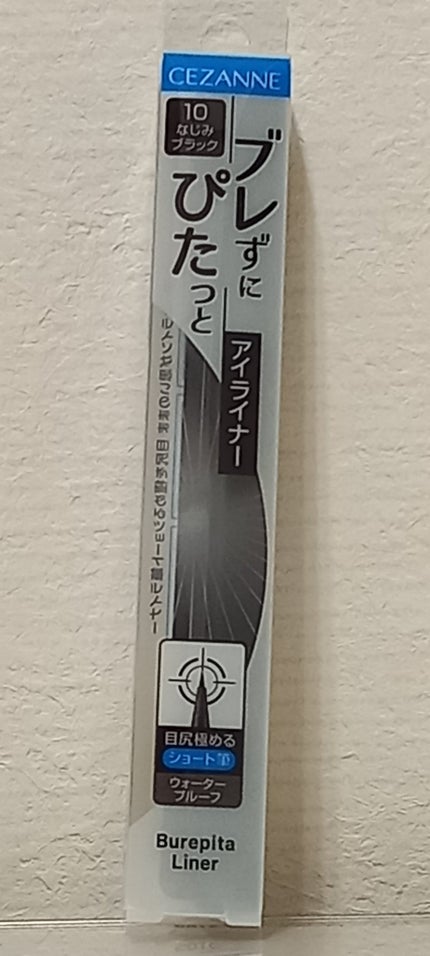 CEZANNE
10
なじみ
ブラック
ブレずに
ぴたっと
アイライナー
目尻極める
ショート筆
ウォーター
プルーフ
Burepita
Liner